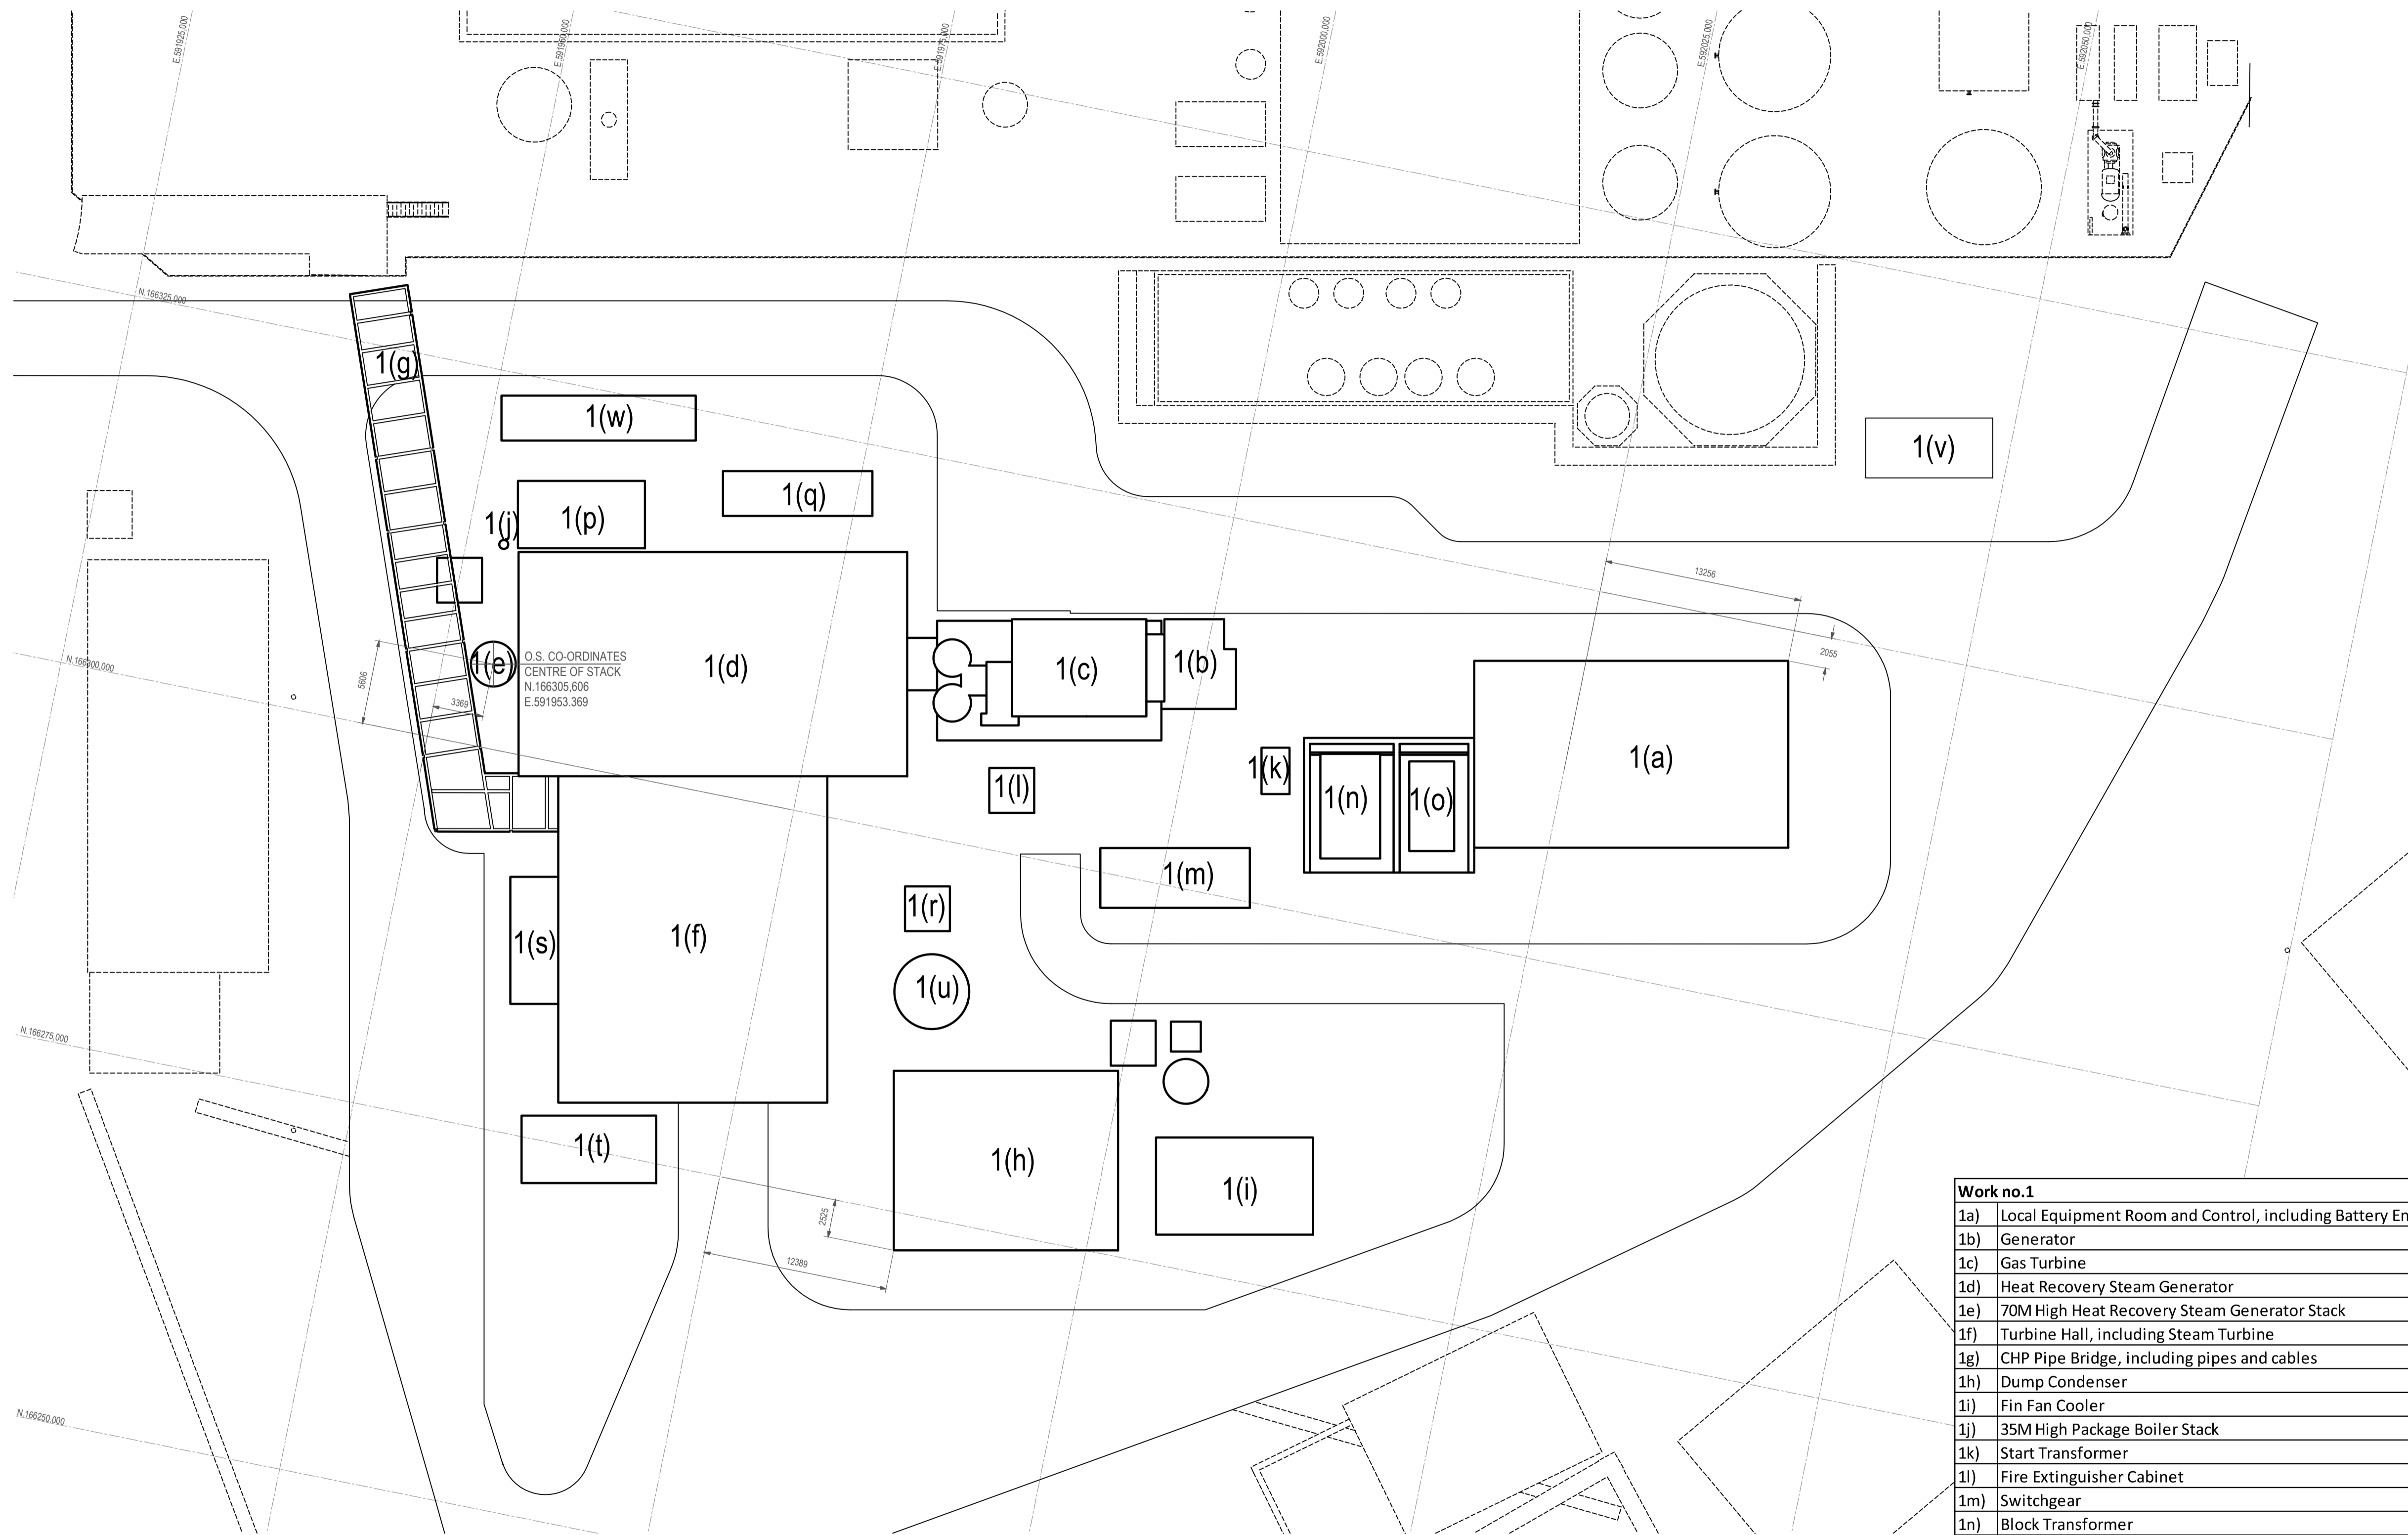 E.591925,000
E.591950,000
E.591975,000
E.592000,000
E.592025,000
E.592050,000
N.166325,000
1(g)
1(w)
1(v)
1(q)
1(j)
1(p)
13256
2055
N.166300,000
5606
3369
1(e)
O.S. CO-ORDINATES
CENTRE OF STACK
N.166305,606
E.591953.369
1(d)
1(c)
1(b)
1(a)
1(k)
1(l)
1(n)
1(o)
1(m)
1(r)
1(s)
1(f)
1(u)
N.166275,000
1(t)
1(h)
1(i)
2525
12389
N.166250,000
Work no.1
1a) Local Equipment Room and Control, including Battery
1b) Generator
1c) Gas Turbine
1d) Heat Recovery Steam Generator
1e) 70M High Heat Recovery Steam Generator Stack
1f) Turbine Hall, including Steam Turbine
1g) CHP Pipe Bridge, including pipes and cables
1h) Dump Condenser
1i) Fin Fan Cooler
1j) 35M High Package Boiler Stack
1k) Start Transformer
1l) Fire Extinguisher Cabinet
1m) Switchgear
1n) Block Transformer